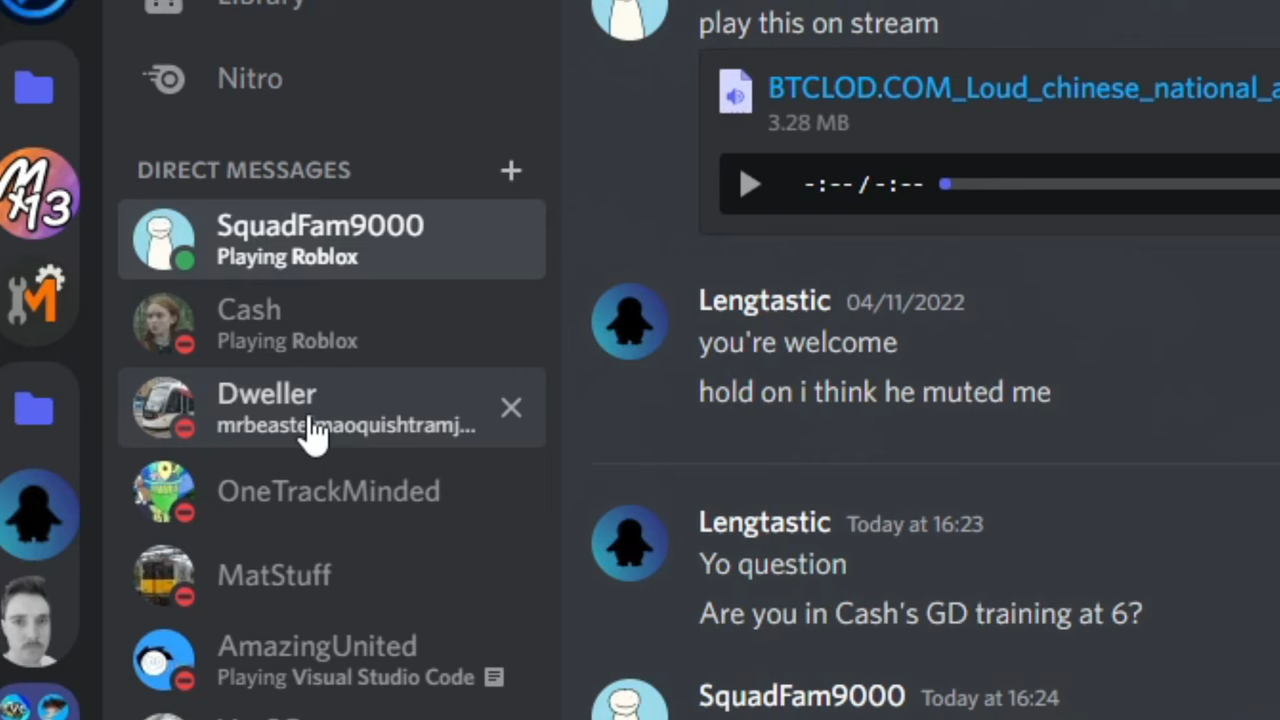 Library
Nitro
DIRECT MESSAGES
SquadFam9000
Playing Roblox
Cash
Playing Roblox
Dweller
OneTrackMinded
MatStuff
AmazingUnited
Playing Visual Studio Code
play this on stream
BTCLOD.COM_Loud_chinese_national_a
3.28 MB
-:-- / -:--
Lengtastic 04/11/2022
you're welcome
hold on i think he muted me
Lengtastic Today at 16:23
Yo question
Are you in Cash's GD training at 6?
SquadFam9000 Today at 16:24
Mx13
M